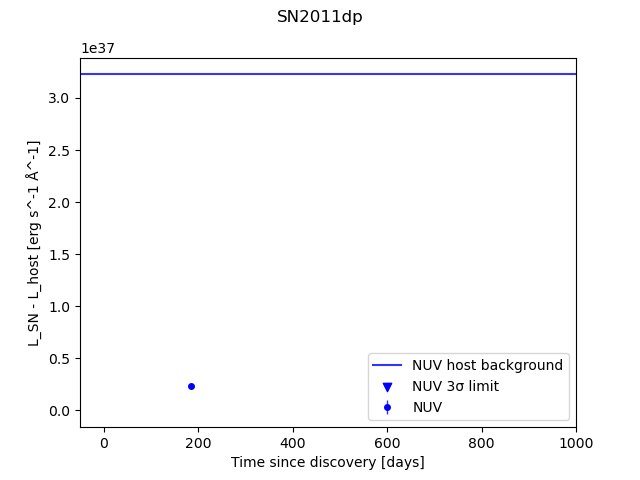 SN2011dp
1e37
3.0
2.5
2.0
1.5
1.0
0.5
0.0
L_SN - L_host [erg s^-1 Å^-1]
NUV host background
NUV 3σ limit
NUV
0 200 400 600 800 1000
Time since discovery [days]